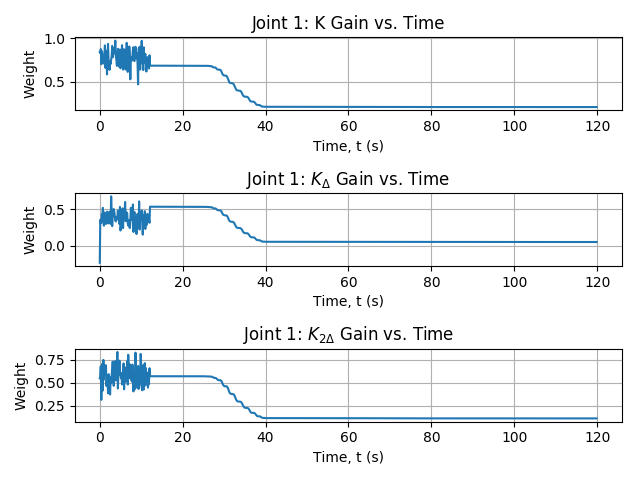 Joint 1: K Gain vs. Time
1.0
0.5
Weight
0 20 40 60 80 100 120
Time, t (s)
Joint 1: K_Δ Gain vs. Time
0.5
0.0
Weight
0 20 40 60 80 100 120
Time, t (s)
Joint 1: K_{2Δ} Gain vs. Time
0.75
0.50
0.25
Weight
0 20 40 60 80 100 120
Time, t (s)